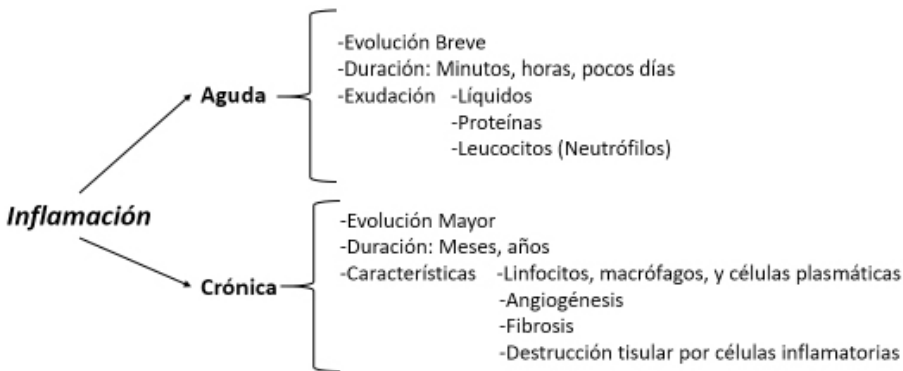 -Evolución Breve
-Duración: Minutos, horas, pocos días
Aguda
-Exudación -Líquidos
-Proteínas
-Leucocitos (Neutrófilos)
Inflamación
-Evolución Mayor
-Duración: Meses, años
Crónica
-Características -Linfocitos, macrófagos, y células plasmáticas
-Angiogénesis
-Fibrosis
-Destrucción tisular por células inflamatorias